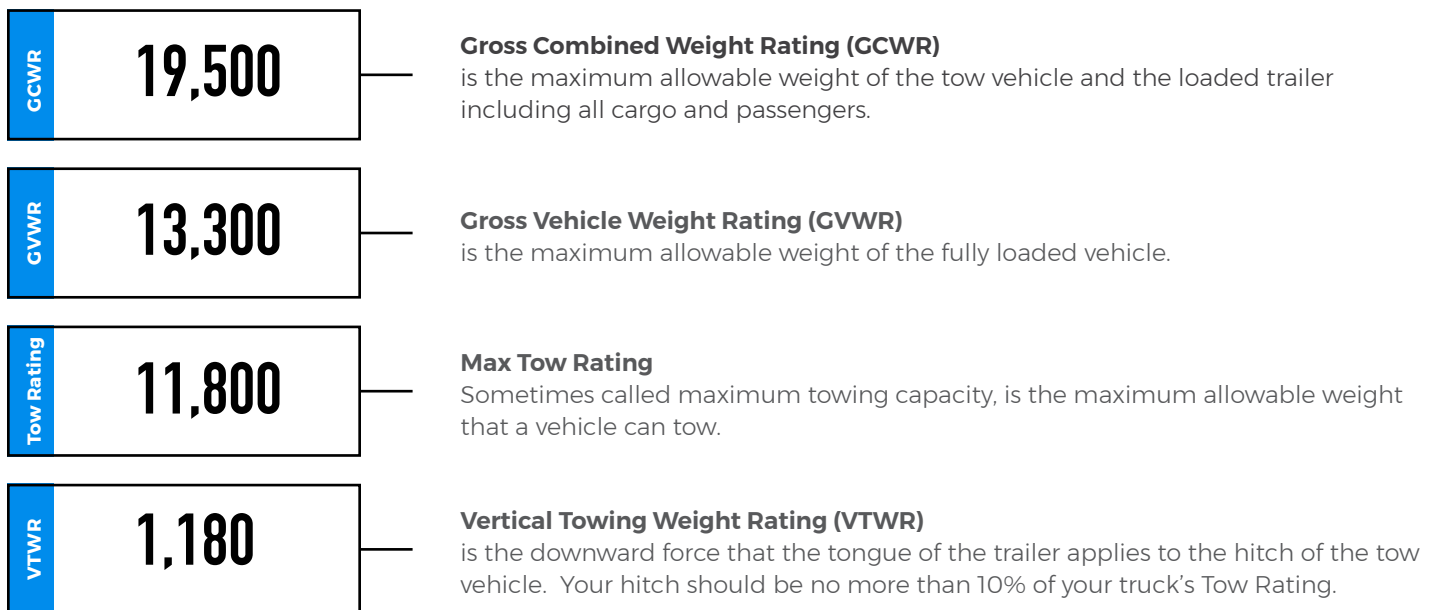 GCWR
19,500
Gross Combined Weight Rating (GCWR)
is the maximum allowable weight of the tow vehicle and the loaded trailer
including all cargo and passengers.
GVWR
13,300
Gross Vehicle Weight Rating (GVWR)
is the maximum allowable weight of the fully loaded vehicle.
Tow Rating
11,800
Max Tow Rating
Sometimes called maximum towing capacity, is the maximum allowable weight
that a vehicle can tow.
VTWR
1,180
Vertical Towing Weight Rating (VTWR)
is the downward force that the tongue of the trailer applies to the hitch of the tow
vehicle.  Your hitch should be no more than 10% of your truck's Tow Rating.